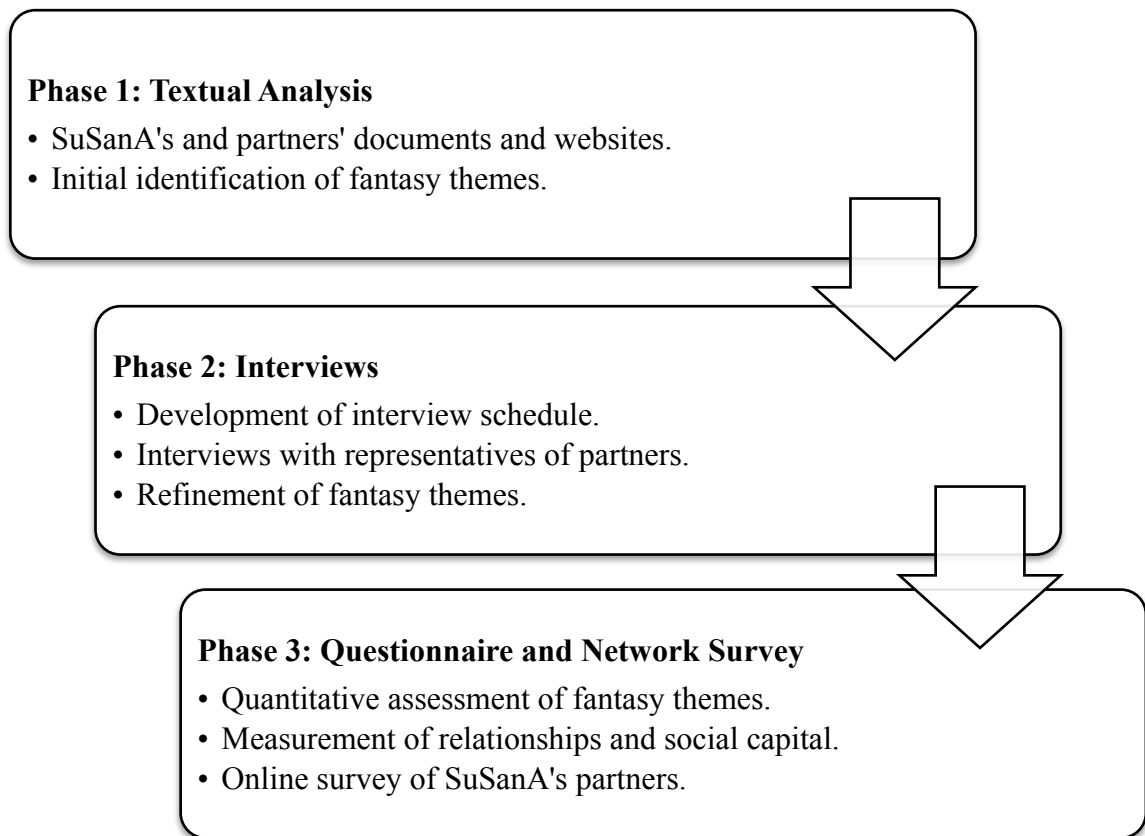 Phase 1: Textual Analysis
• SuSanA's and partners' documents and websites.
• Initial identification of fantasy themes.
Phase 2: Interviews
• Development of interview schedule.
• Interviews with representatives of partners.
• Refinement of fantasy themes.
Phase 3: Questionnaire and Network Survey
• Quantitative assessment of fantasy themes.
• Measurement of relationships and social capital.
• Online survey of SuSanA's partners.